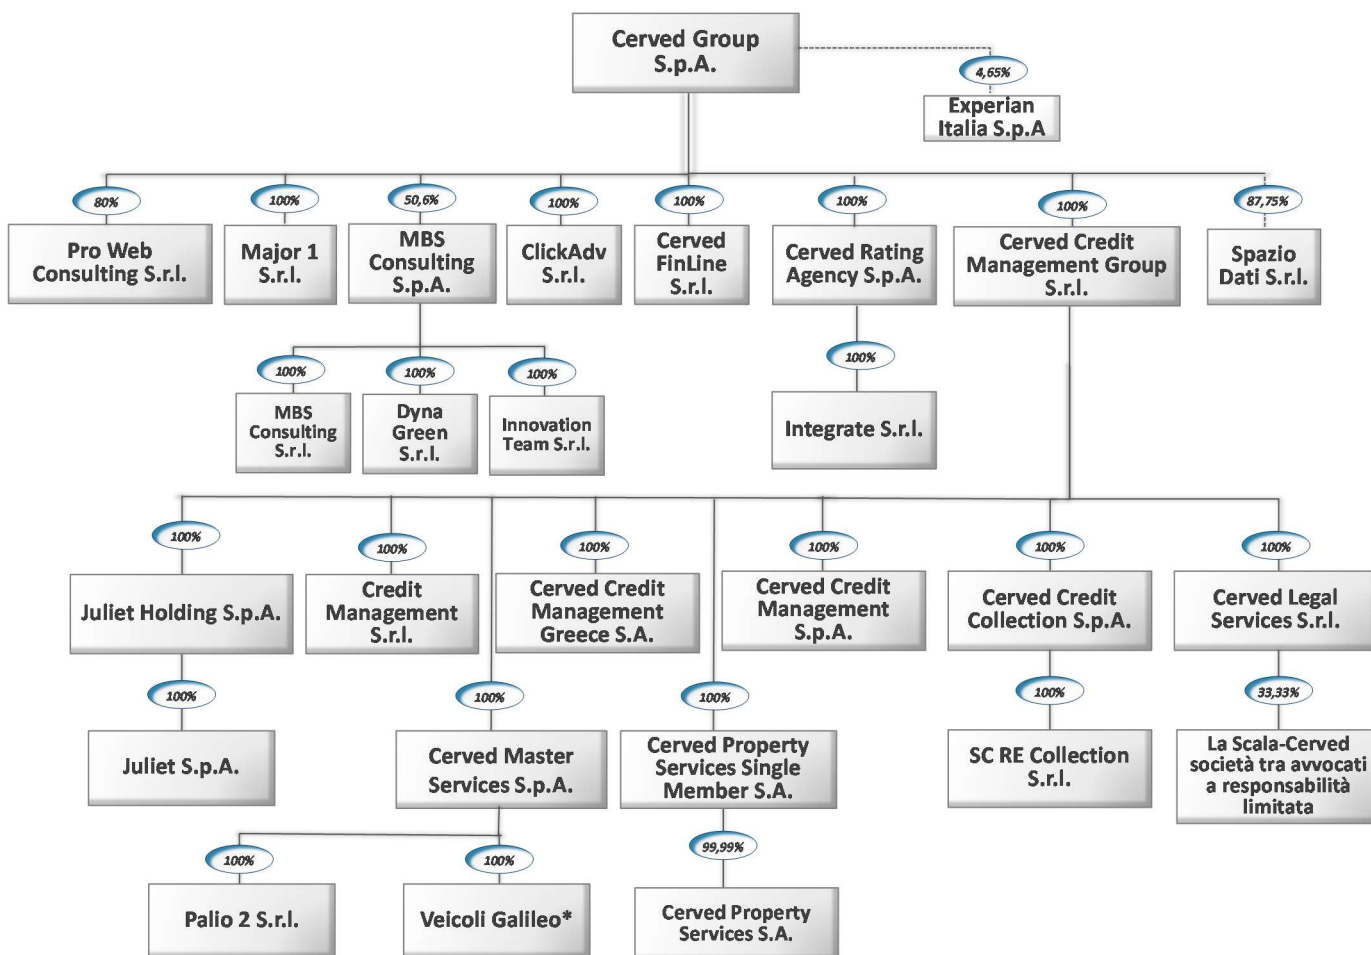 Cerved Group
S.p.A.
4,65%
Experian
Italia S.p.A
80%
100%
50,6%
100%
100%
100%
100%
87,75%
Pro Web
Consulting S.r.l.
Major 1
S.r.l.
MBS
Consulting
S.p.A.
ClickAdv
S.r.l.
Cerved
FinLine
S.r.l.
Cerved Rating
Agency S.p.A.
Cerved Credit
Management Group
S.r.l.
Spazio
Dati S.r.l.
100%
100%
100%
100%
MBS
Consulting
S.r.l.
Dyna
Green
S.r.l.
Innovation
Team S.r.l.
Integrate S.r.l.
100%
100%
100%
100%
100%
100%
Juliet Holding S.p.A.
Credit
Management
S.r.l.
Cerved Credit
Management
Greece S.A.
Cerved Credit
Management
S.p.A.
Cerved Credit
Collection S.p.A.
Cerved Legal
Services S.r.l.
100%
100%
100%
100%
33,33%
Juliet S.p.A.
Cerved Master
Services S.p.A.
Cerved Property
Services Single
Member S.A.
SC RE Collection
S.r.l.
La Scala-Cerved
società tra avvocati
a responsabilità
limitata
100%
100%
99,99%
Palio 2 S.r.l.
Veicoli Galileo*
Cerved Property
Services S.A.